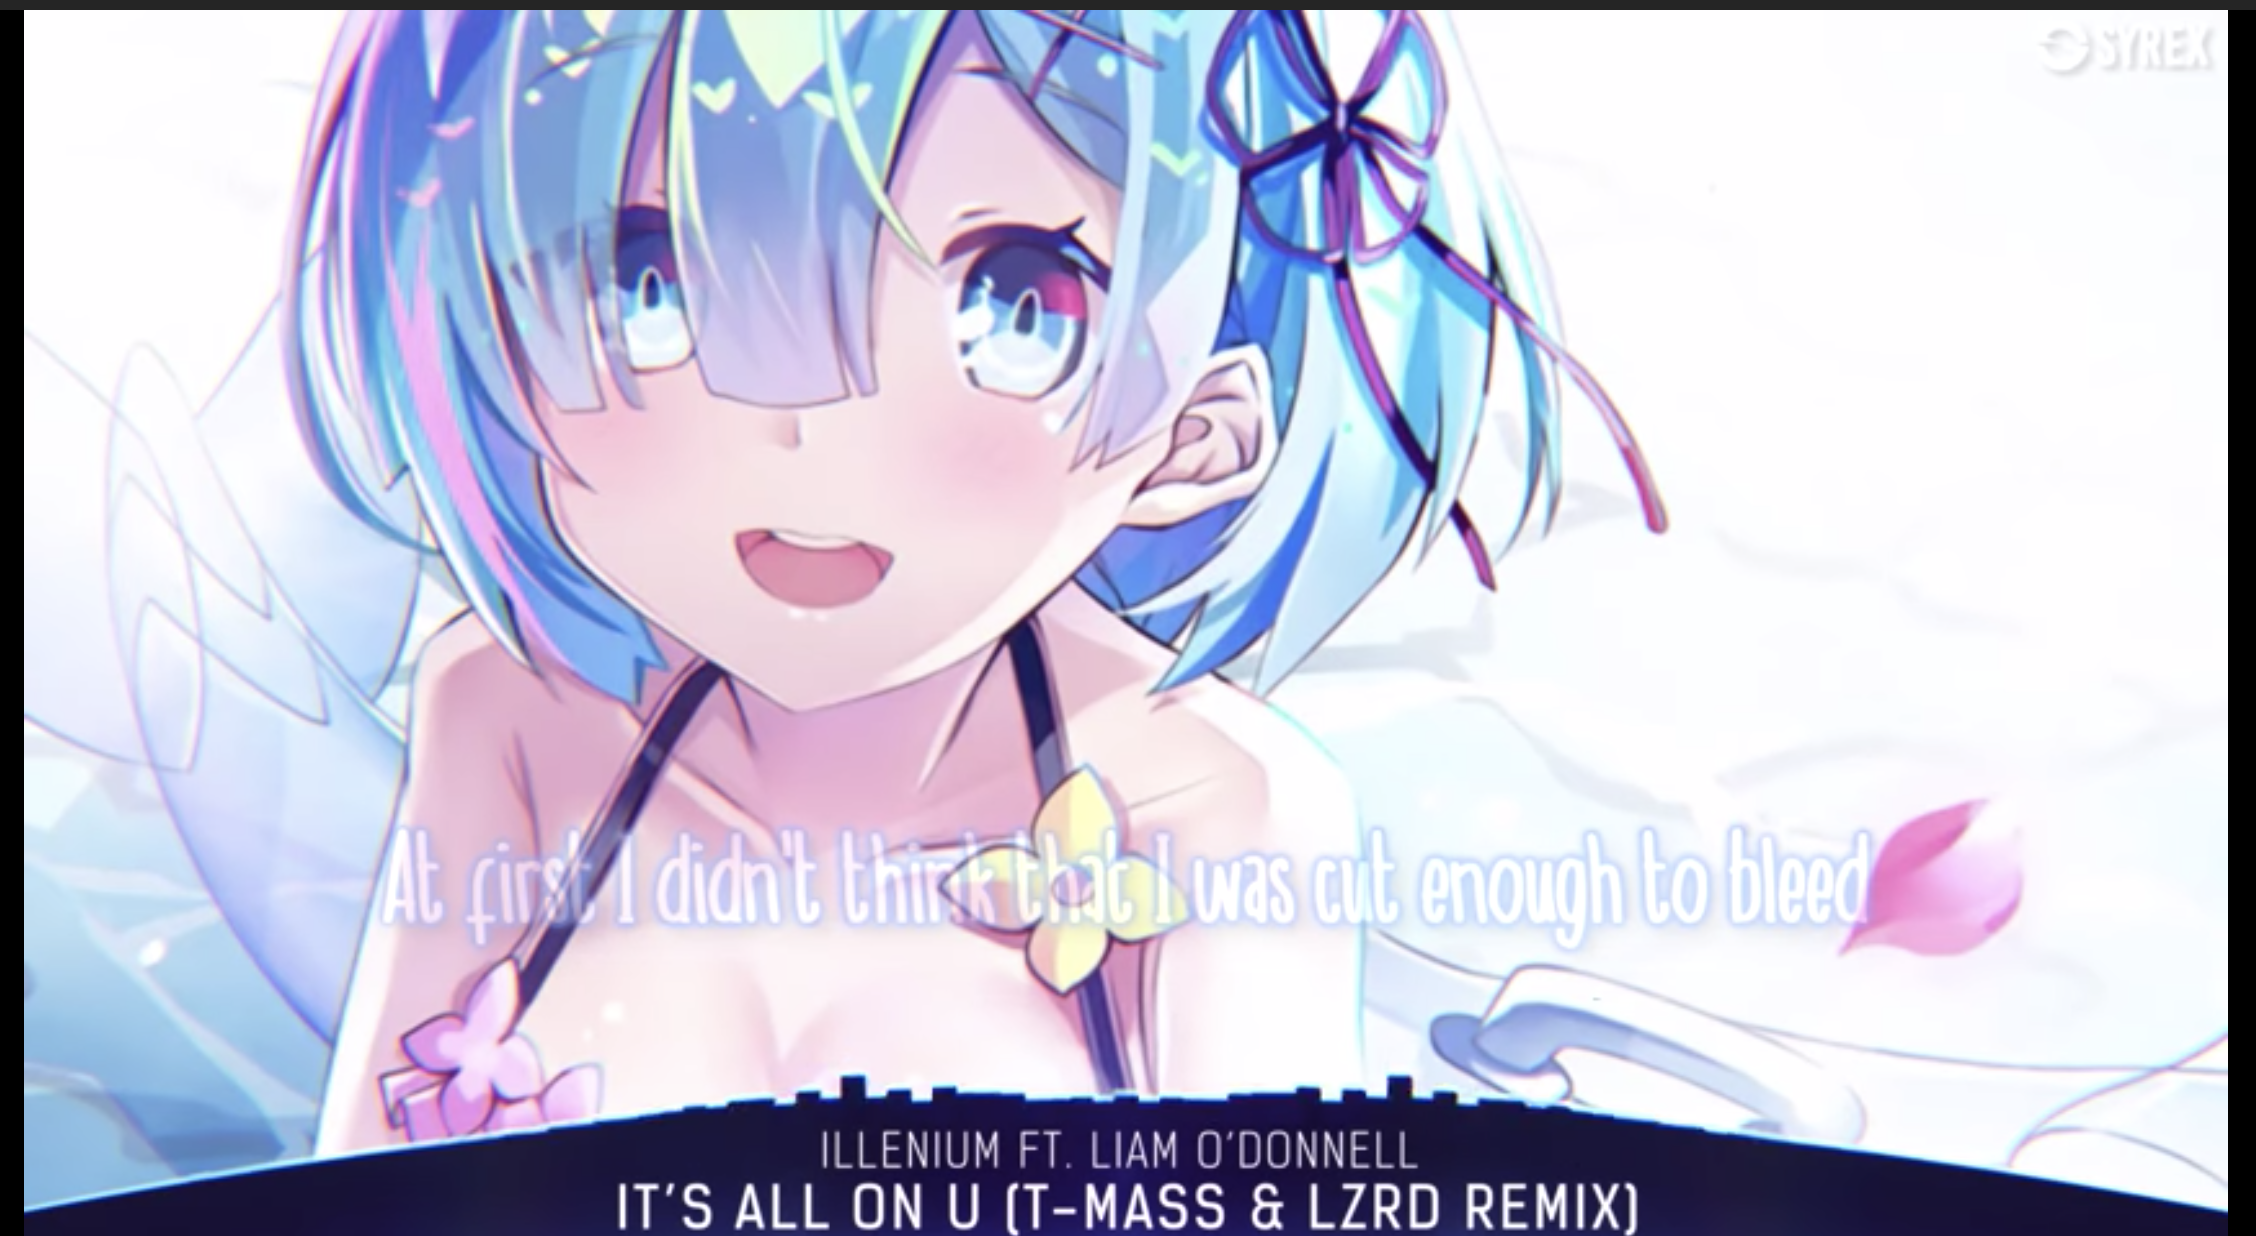 SYREX
At first I didn't think that I was cut enough to bleed
ILLENIUM FT. LIAM O'DONNELL
IT'S ALL ON U (T-MASS & LZRD REMIX)